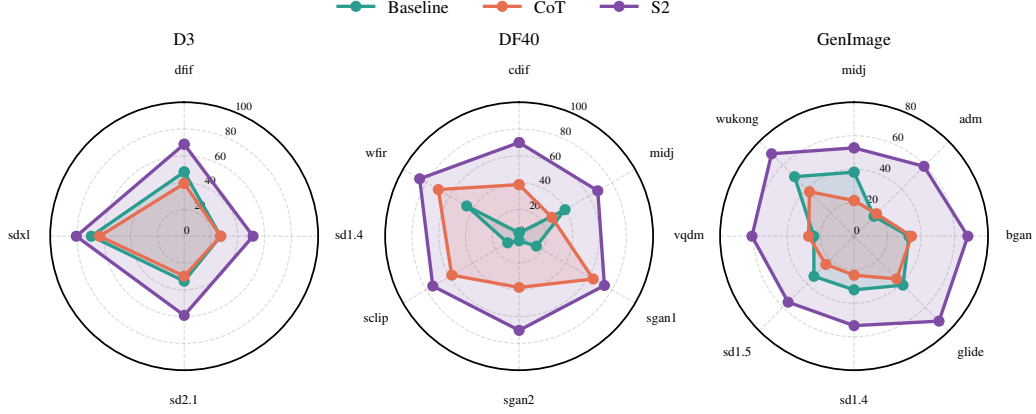 Baseline CoT S2
D3
dfif
100
80
60
40
20
0
sdxl
sd1.4
sd2.1
DF40
cdif
100
wfir
80
midj
60
40
20
0
sclip
sgan1
sgan2
GenImage
midj
80
wukong
adm
60
40
20
0
vqdm
bgan
sd1.5
glide
sd1.4